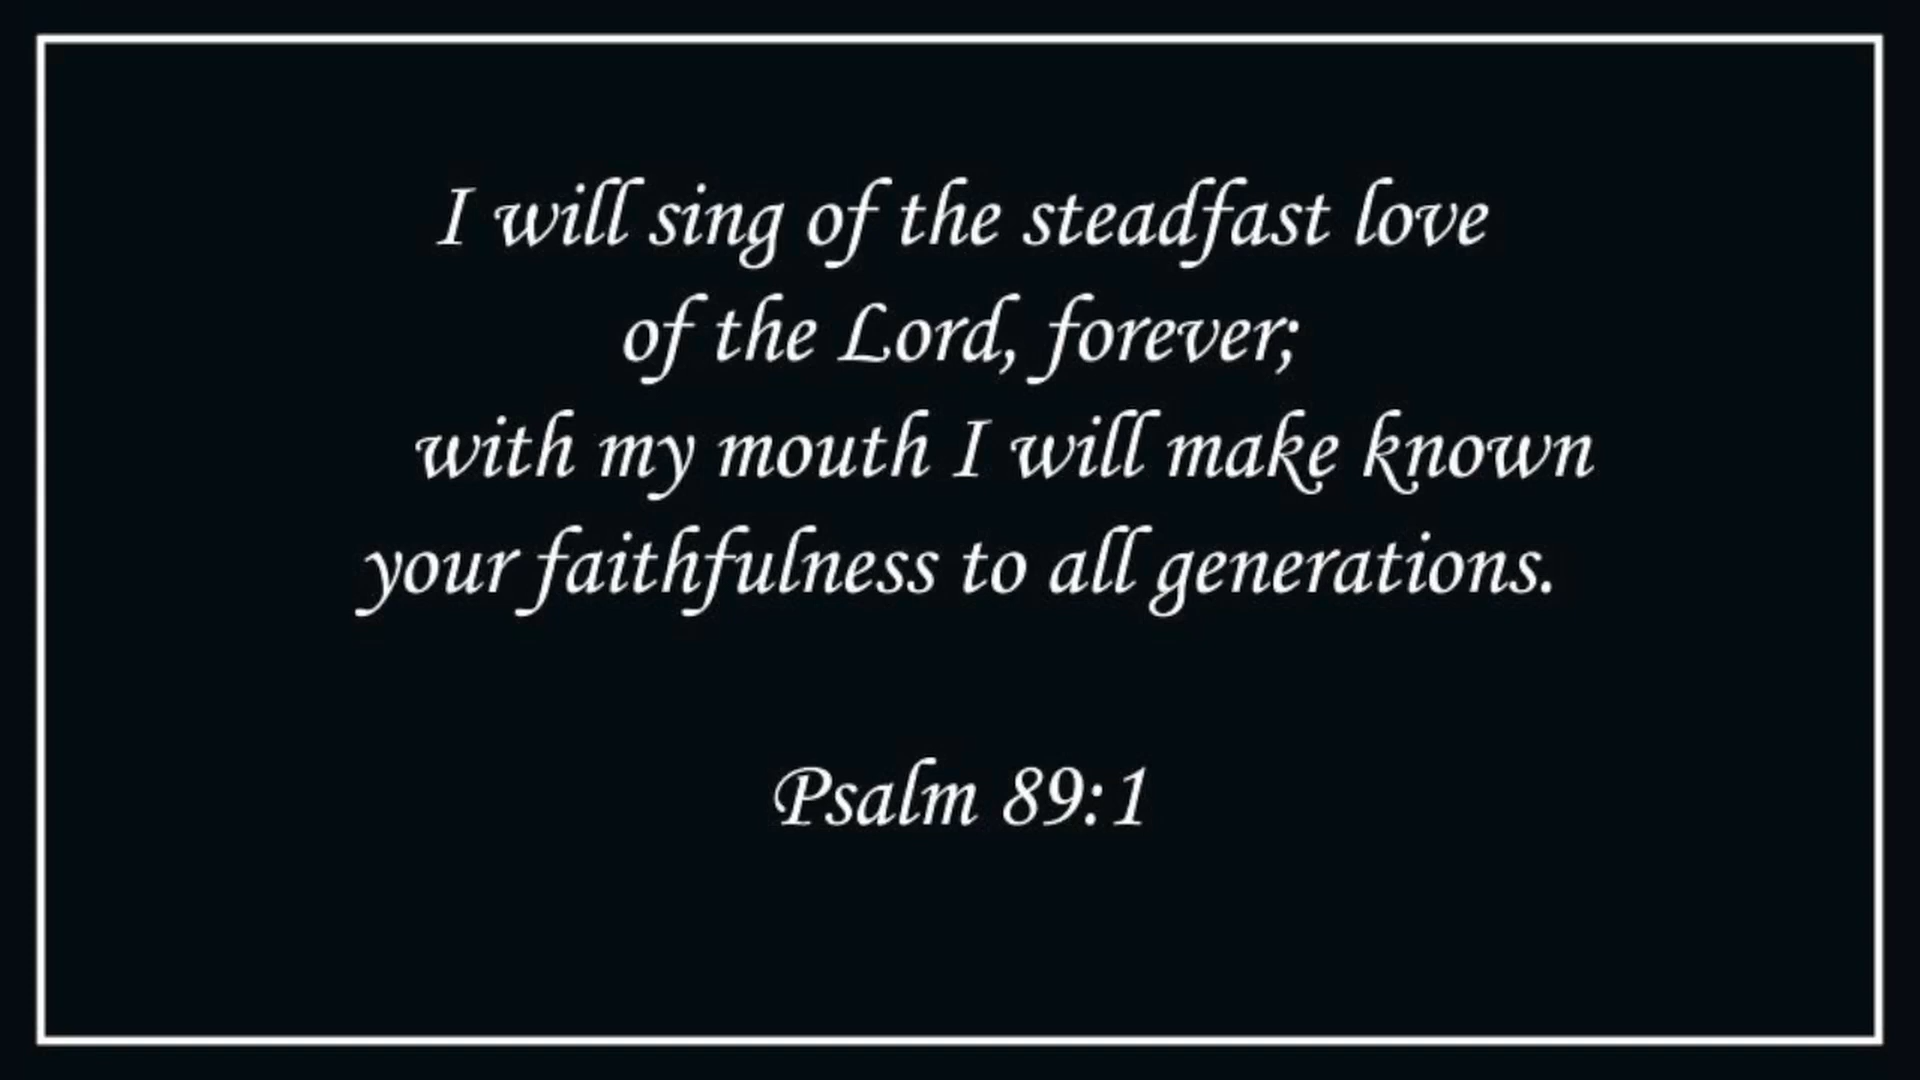 I will sing of the steadfast love
of the Lord, forever;
with my mouth I will make known
your faithfulness to all generations.
Psalm 89:1